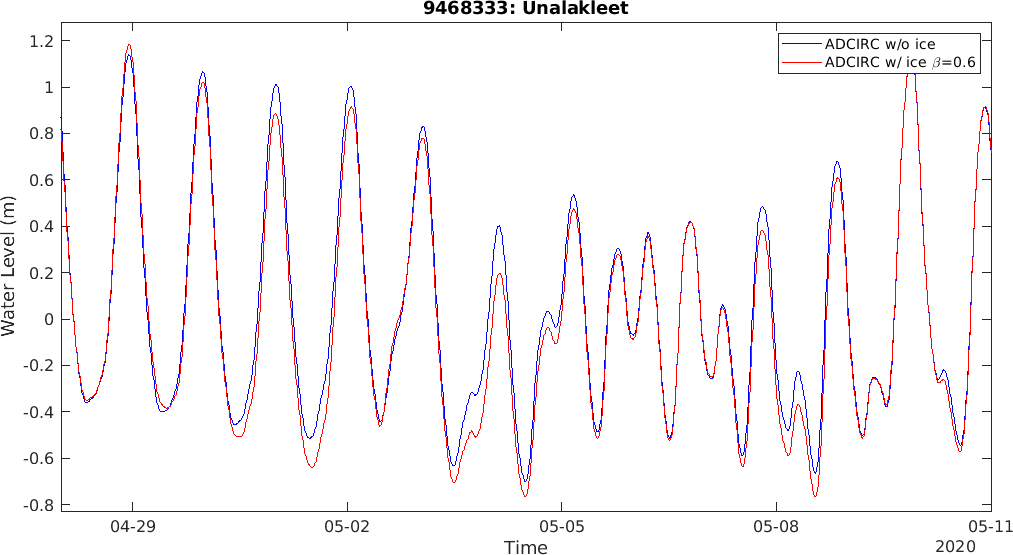 9468333: Unalakleet
ADCIRC w/o ice
ADCIRC w/ ice β=0.6
Water Level (m)
1.2
1
0.8
0.6
0.4
0.2
0
-0.2
-0.4
-0.6
-0.8
04-29 05-02 05-05 05-08 05-11
Time
2020